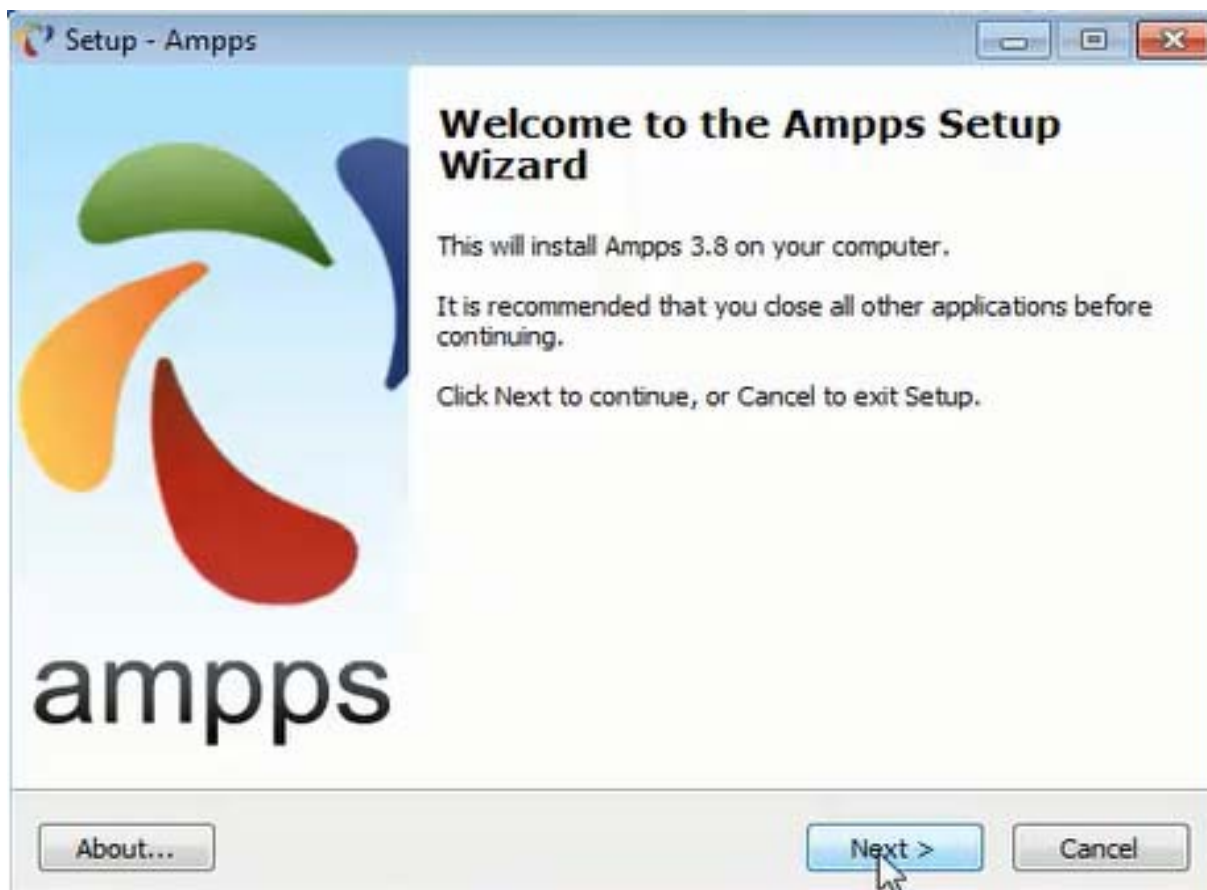 Setup - Ampps
Welcome to the Ampps Setup
Wizard
This will install Ampps 3.8 on your computer.
It is recommended that you close all other applications before
continuing.
Click Next to continue, or Cancel to exit Setup.
ampps
About...
Next >
Cancel